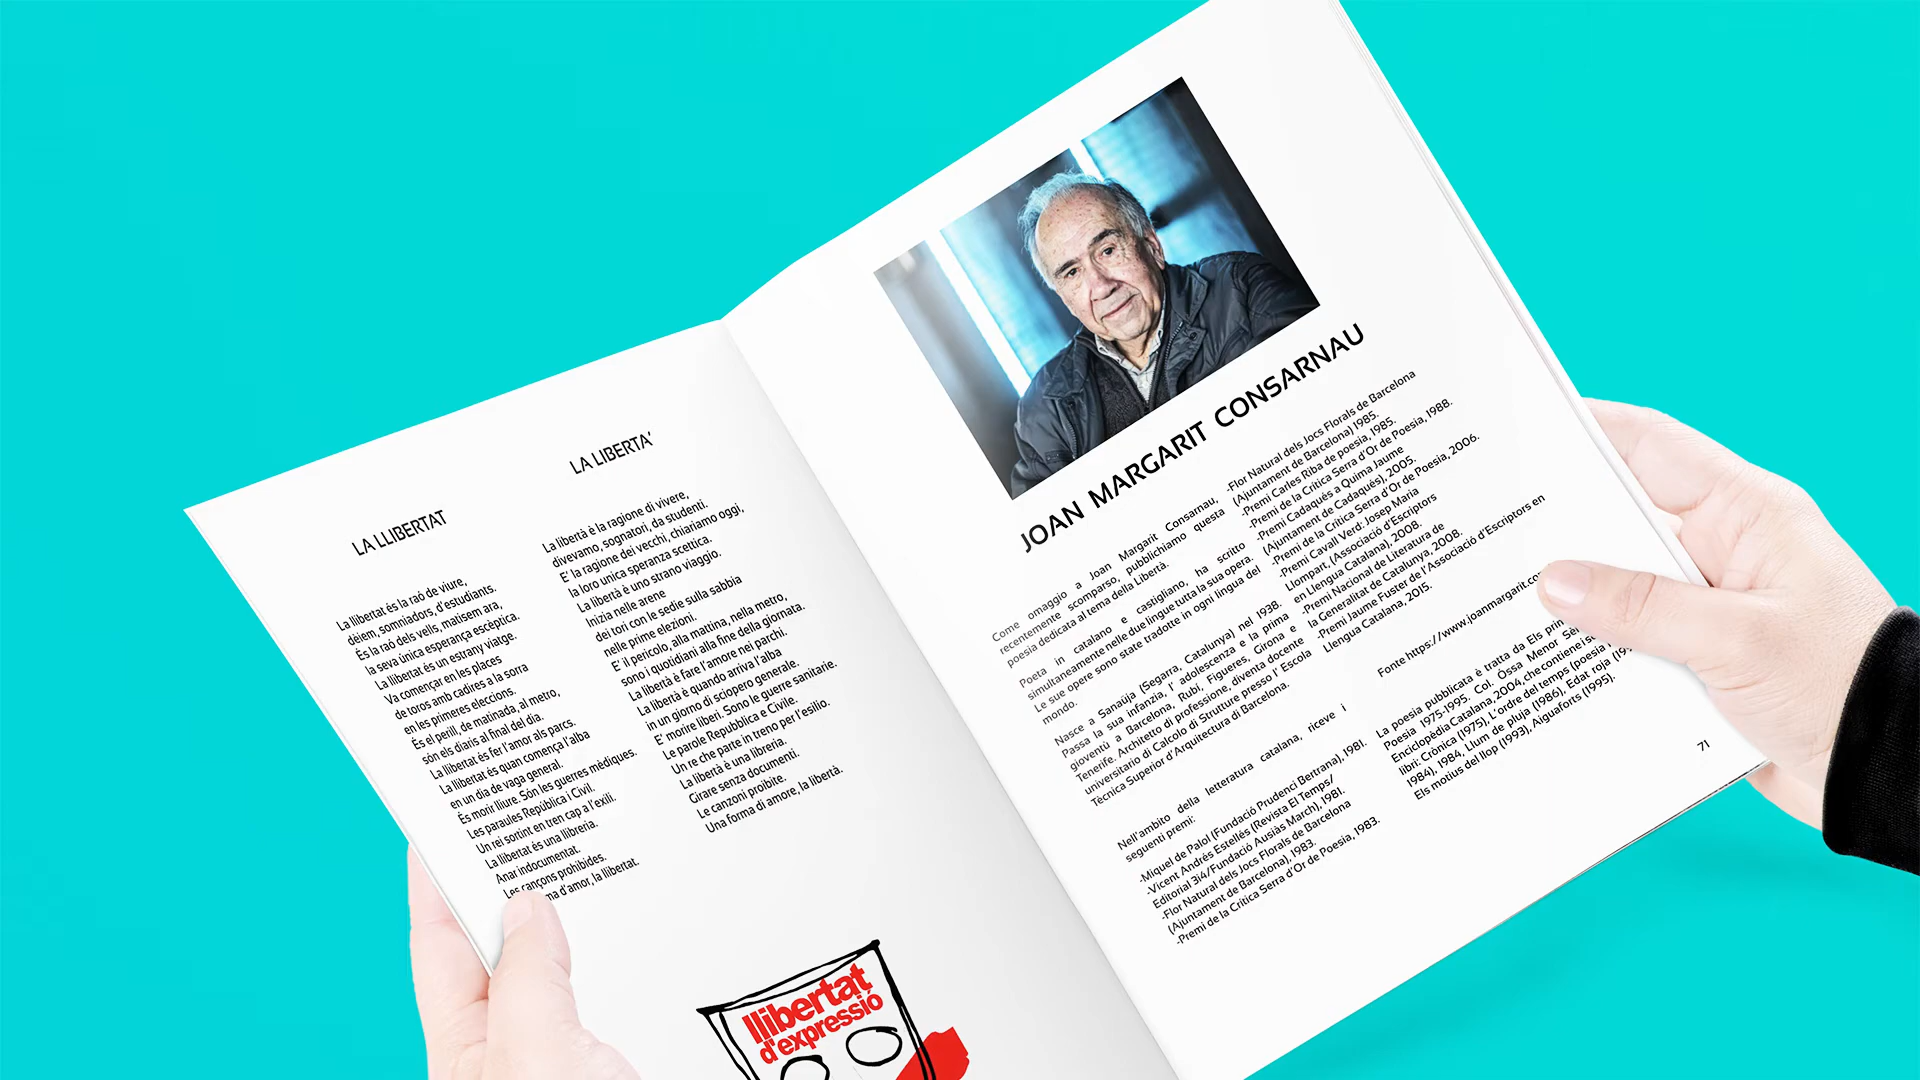 LA LLIBERTAT
La llibertat és la raó de viure,
dèiem, somniadors, d'estudiants.
És la raó dels vells, matisem ara,
la seva única esperança escèptica.
La llibertat és un estrany viatge.
Va començar en les places
de toros amb cadires a la sorra
en les primeres eleccions.
És el perill, de matinada, al metro,
són els diaris al final del dia.
La llibertat és fer l'amor als parcs.
La llibertat és quan comença l'alba
en un dia de vaga general.
És morir lliure. Són les guerres mèdiques.
Les paraules República i Civil.
Un rei sortint en tren cap a l'exili.
La llibertat és una llibreria.
Anar indocumentat.
Les cançons prohibides.
ma d'amor, la llibertat.
LA LIBERTA'
La libertà è la ragione di vivere,
divevamo, sognatori, da studenti.
E' la ragione dei vecchi, chiariamo oggi,
la loro unica speranza scettica.
La libertà è uno strano viaggio.
Inizia nelle arene
dei tori con le sedie sulla sabbia
nelle prime elezioni.
E' il pericolo, alla mattina, nella metro,
sono i quotidiani alla fine della giornata.
La libertà è fare l'amore nei parchi.
La libertà è quando arriva l'alba
in un giorno di sciopero generale.
E' morire liberi. Sono le guerre sanitarie.
Le parole Repubblica e Civile.
Un re che parte in treno per l'esilio.
La libertà è una libreria.
Girare senza documenti.
Le canzoni proibite.
Una forma di amore, la libertà.
llibertat
d'expressió
JOAN MARGARIT CONSARNAU
Come omaggio a Joan Margarit Consarnau,
recentemente scomparso, pubblichiamo questa
poesia dedicata al tema della Libertà.
Poeta in catalano e casigliano, ha scritto
simultaneamente nelle due lingue tutta la sua opera.
Le sue opere sono state tradotte in ogni lingua del
mondo.
Nasce a Sanaüja (Segarra, Catalunya) nel 1938.
Passa la sua infanzia, l' adolescenza e la prima
gioventù a Barcelona, Rubí, Figueres, Girona e
Tenerife. Architetto di professione, diventa docente
universitario di Calcolo di Strutture presso l' Escola
Tècnica Superior d'Arquitectura di Barcelona.
Nell'ambito della letteratura catalana, riceve i
seguenti premi:
-Miquel de Palol (Fundació Prudenci Bertrana), 1981.
-Vicent Andrés Estellés (Revista El Temps/
Editorial 3i4/Fundació Ausiàs March), 1981.
-Flor Natural dels Jocs Florals de Barcelona
(Ajuntament de Barcelona), 1983.
-Premi de la Crítica Serra d'Or de Poesia, 1983.
-Flor Natural dels Jocs Florals de Barcelona
(Ajuntament de Barcelona) 1985.
-Premi Carles Riba de poesia, 1985.
-Premi de la Crítica Serra d'Or de Poesia, 1988.
-Premi Cadaqués a Quima Jaume
(Ajuntament de Cadaqués), 2005.
-Premi de la Crítica Serra d'Or de Poesia, 2006.
-Premi Cavall Verd: Josep Maria
Llompart, (Associació d'Escriptors
en Llengua Catalana), 2008.
-Premi Nacional de Literatura de
la Generalitat de Catalunya, 2008.
-Premi Jaume Fuster de l'Associació d'Escriptors en
Llengua Catalana, 2015.
Fonte https://www.joanmargarit.com
La poesia pubblicata è tratta da Els
Poesia 1975-1995, Col. Óssa Menor
Enciclopèdia Catalana, 2004, che contiene i
libri: Crònica (1975), L'ordre del temps (poesia
1984), 1984, Llum de pluja (1986), Edat roja
Els motius del llop (1993), Aiguaforts (1995).
71